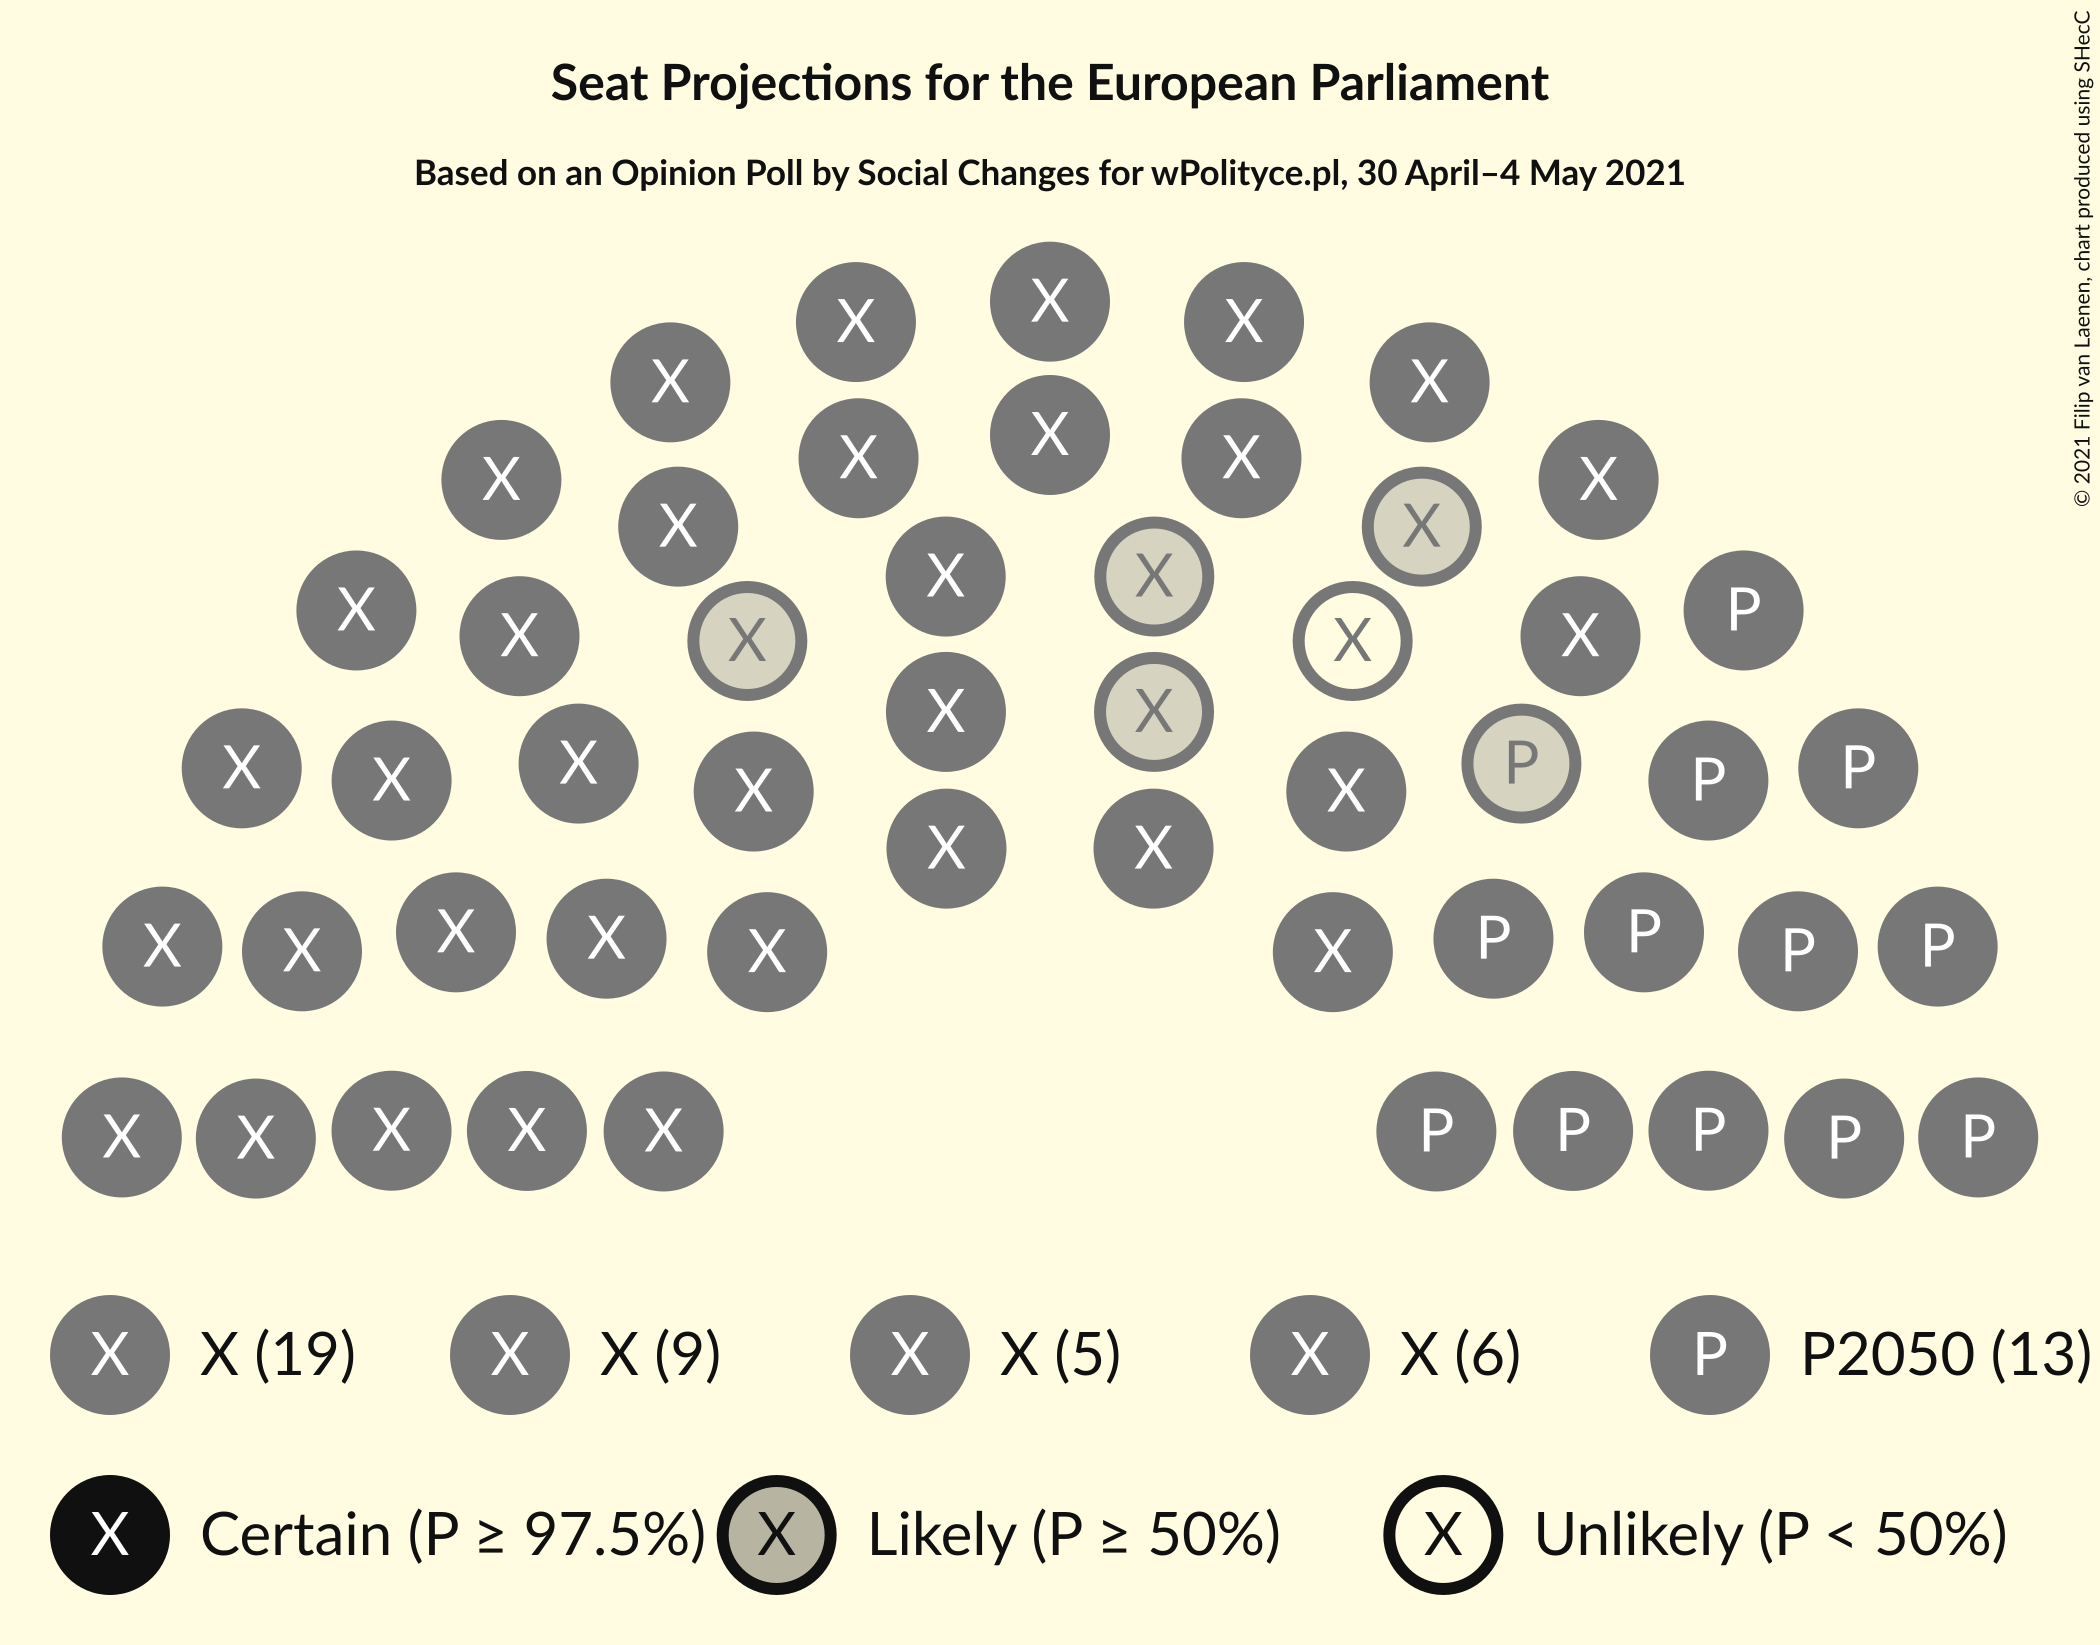 Seat Projections for the European Parliament
Based on an Opinion Poll by Social Changes for wPolityce.pl, 30 April–4 May 2021
© 2021 Filip van Laenen, chart produced using SHecC
X
X X
X X
X X X
X X
X X
X X
X X
X X P
X X
X X
X P
X X P P
X X
X X
X X X P P
X X X X
X X X X X P P P P
X X X X X P P P P P
X X (19) X X (9) X X (5) X X (6) P P2050 (13)
X Certain (P ≥ 97.5%) X Likely (P ≥ 50%) X Unlikely (P < 50%)